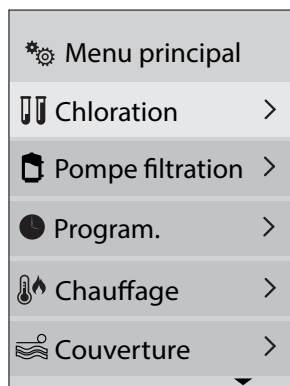 Menu principal
Chloration
Pompe filtration
Program.
Chauffage
Couverture